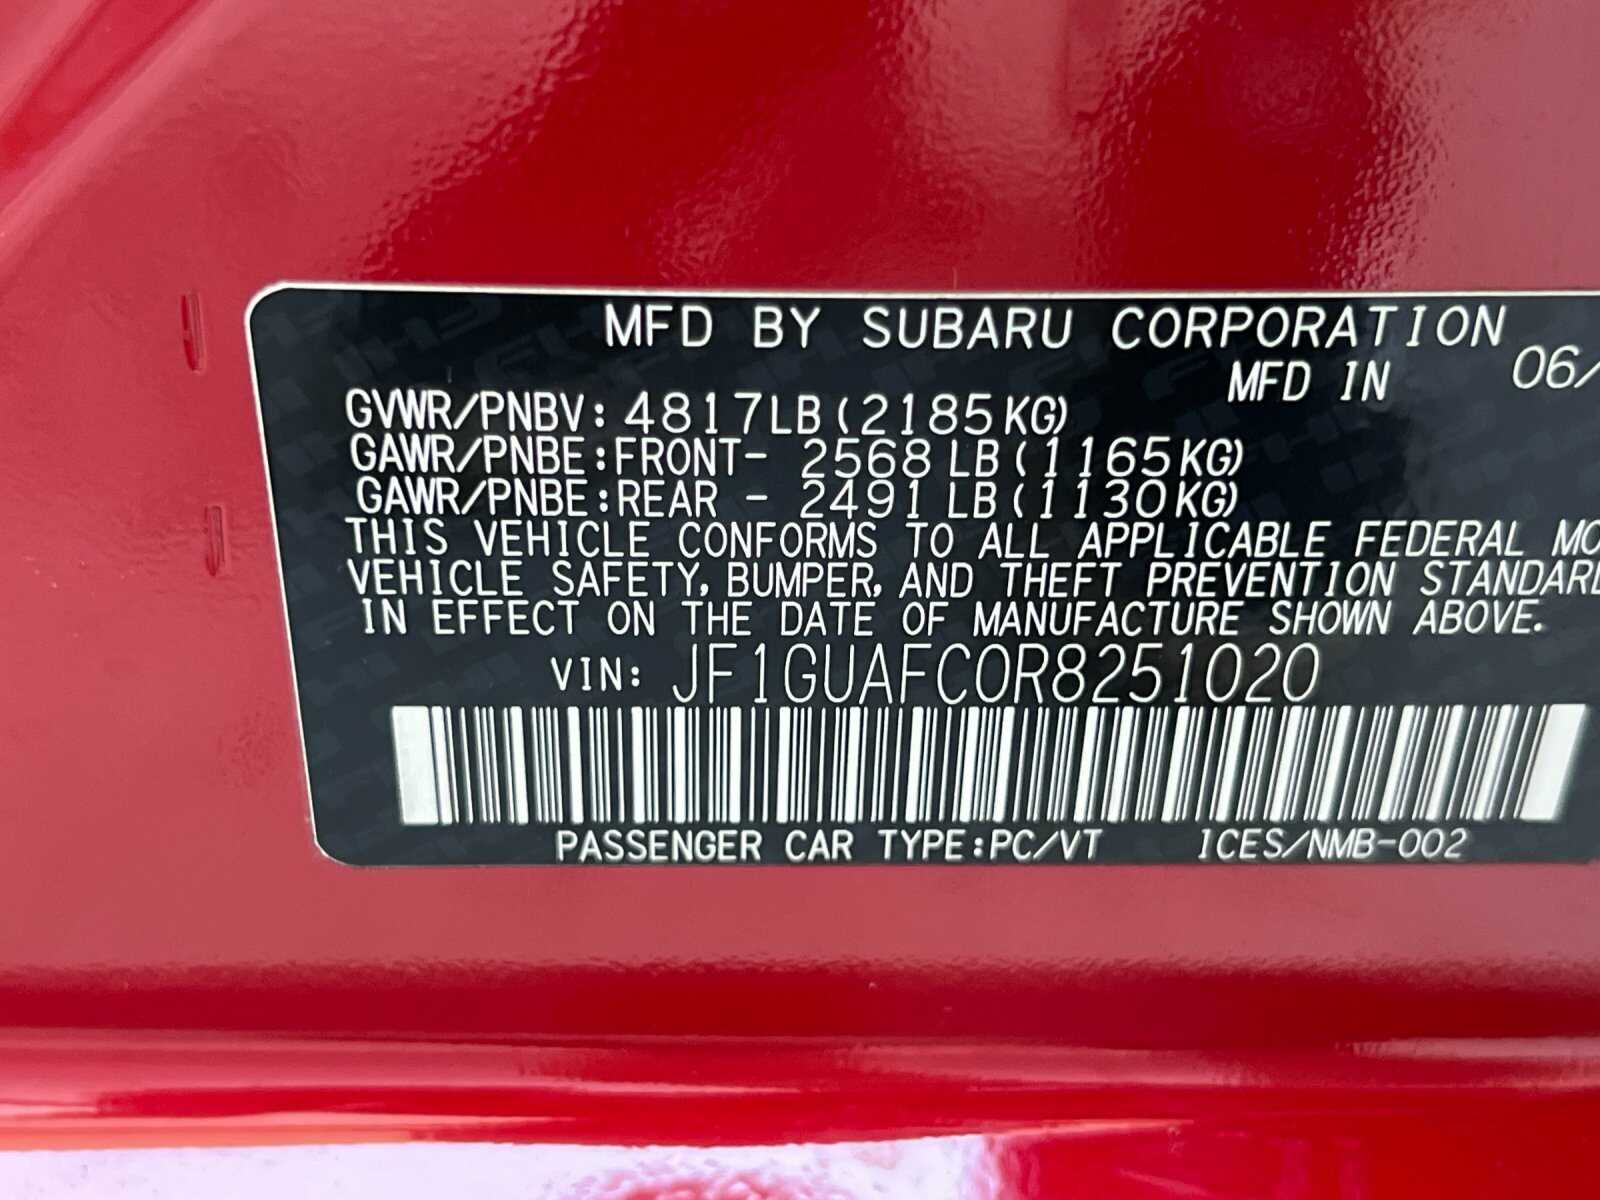 MFD BY SUBARU CORPORATION
MFD IN 06/
GVWR/PNBV: 4817LB (2185KG)
GAWR/PNBE:FRONT- 2568 LB (1165KG)
GAWR/PNBE:REAR - 2491 LB (1130KG)
THIS VEHICLE CONFORMS TO ALL APPLICABLE FEDERAL MO
VEHICLE SAFETY, BUMPER, AND THEFT PREVENTION STANDARD
IN EFFECT ON THE DATE OF MANUFACTURE SHOWN ABOVE.
VIN: JF1GUAFC0R8251020
PASSENGER CAR TYPE:PC/VT ICES/NMB-002